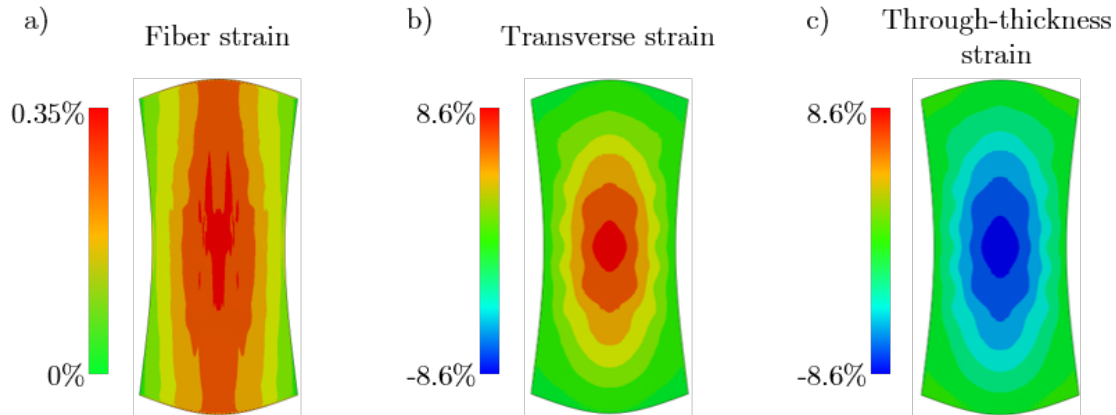 a)
Fiber strain
0.35%
0%
b)
Transverse strain
8.6%
-8.6%
c)
Through-thickness
strain
8.6%
-8.6%